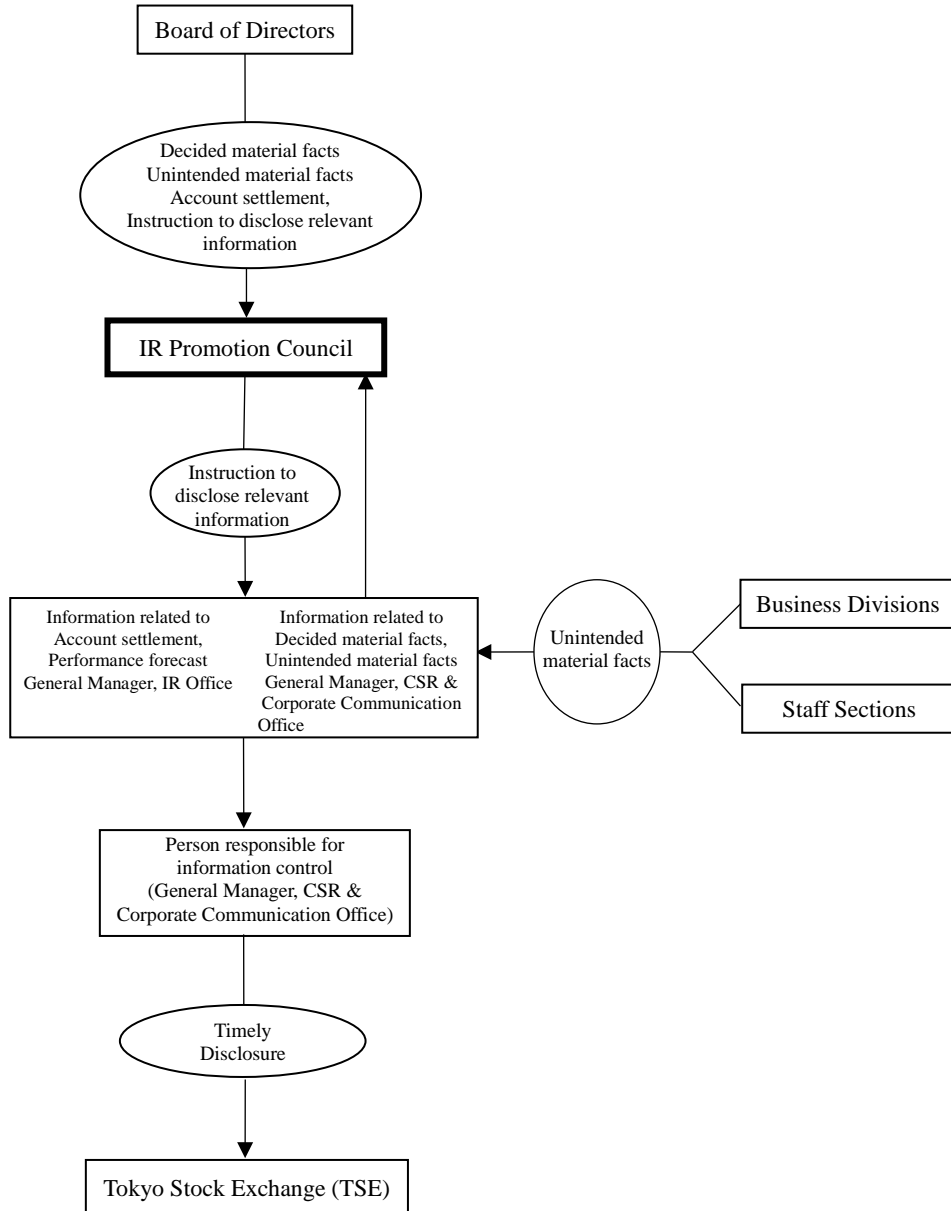 Board of Directors
Decided material facts
Unintended material facts
Account settlement,
Instruction to disclose relevant
information
IR Promotion Council
Instruction to
disclose relevant
information
Information related to
Account settlement,
Performance forecast
General Manager, IR Office
Information related to
Decided material facts,
Unintended material facts
General Manager, CSR &
Corporate Communication
Office
Unintended
material facts
Business Divisions
Staff Sections
Person responsible for
information control
(General Manager, CSR &
Corporate Communication Office)
Timely
Disclosure
Tokyo Stock Exchange (TSE)